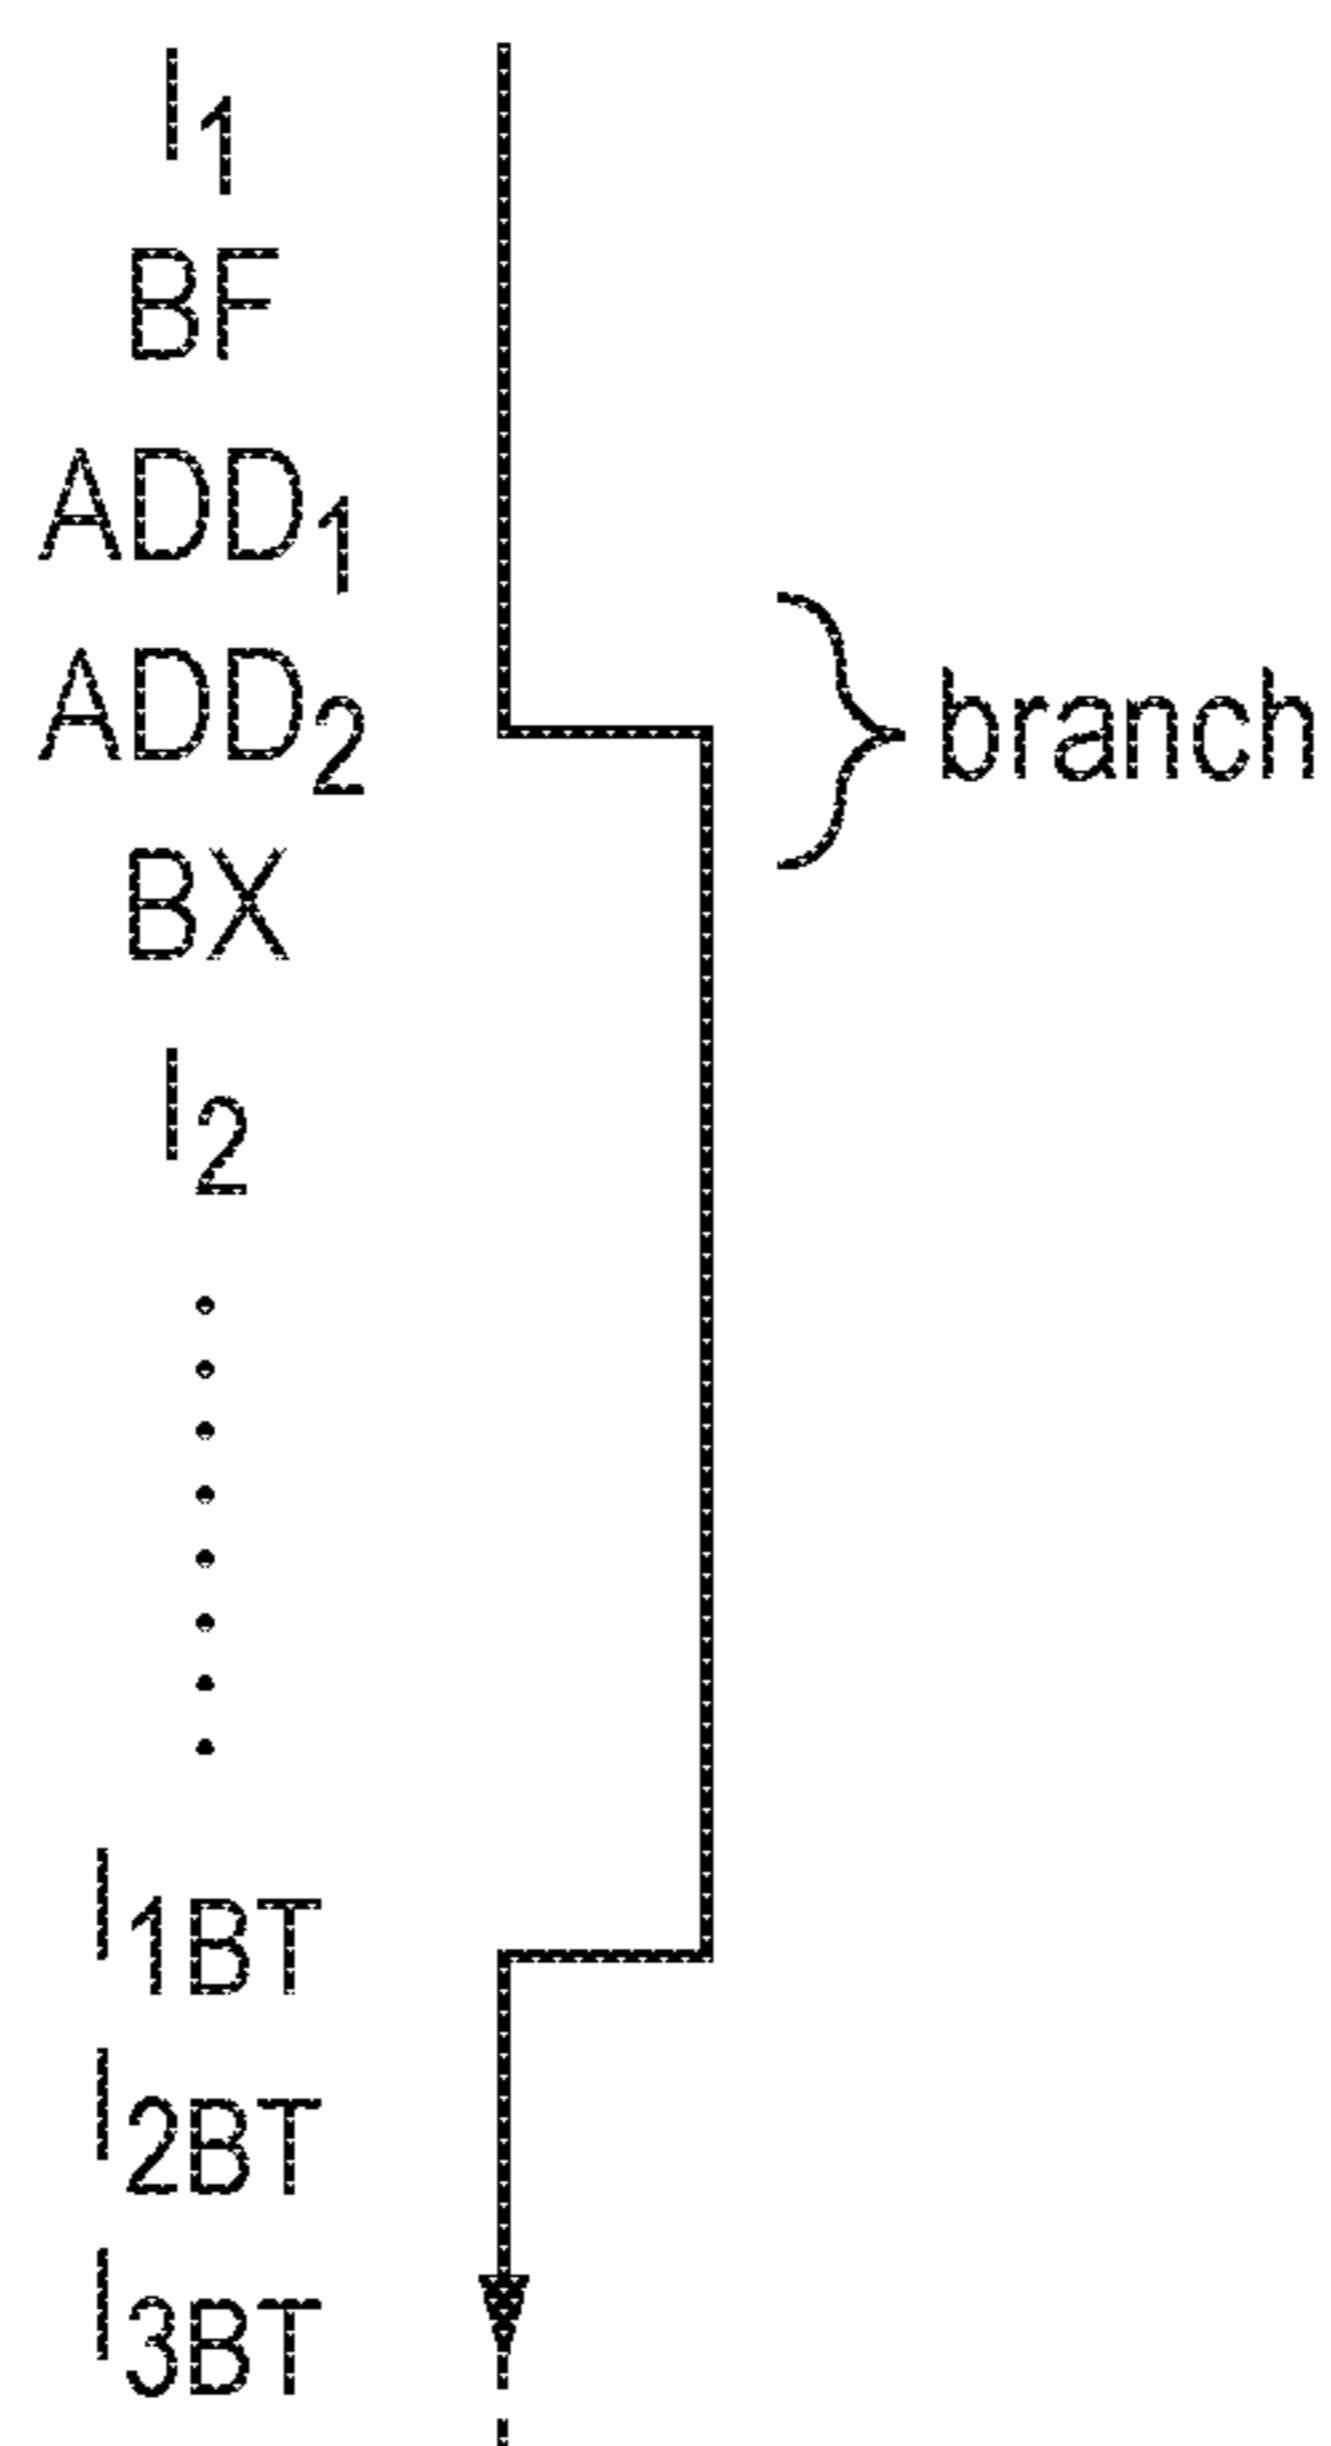 I1
BF
ADD1
ADD2
branch
BX
I2
I1BT
I2BT
I3BT